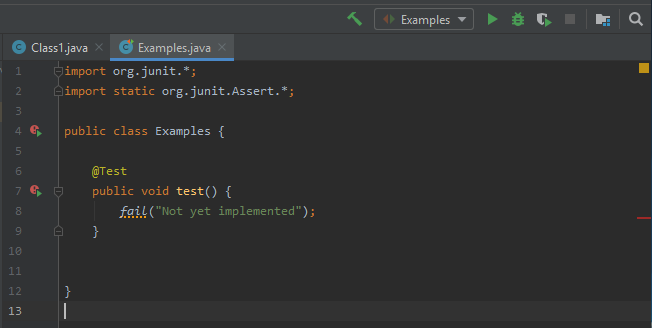 Examples
Class1.java
Examples.java
1 import org.junit.*;
2 import static org.junit.Assert.*;
3
4 public class Examples {
5
6 @Test
7 public void test() {
8 fail("Not yet implemented");
9 }
10
11
12 }
13